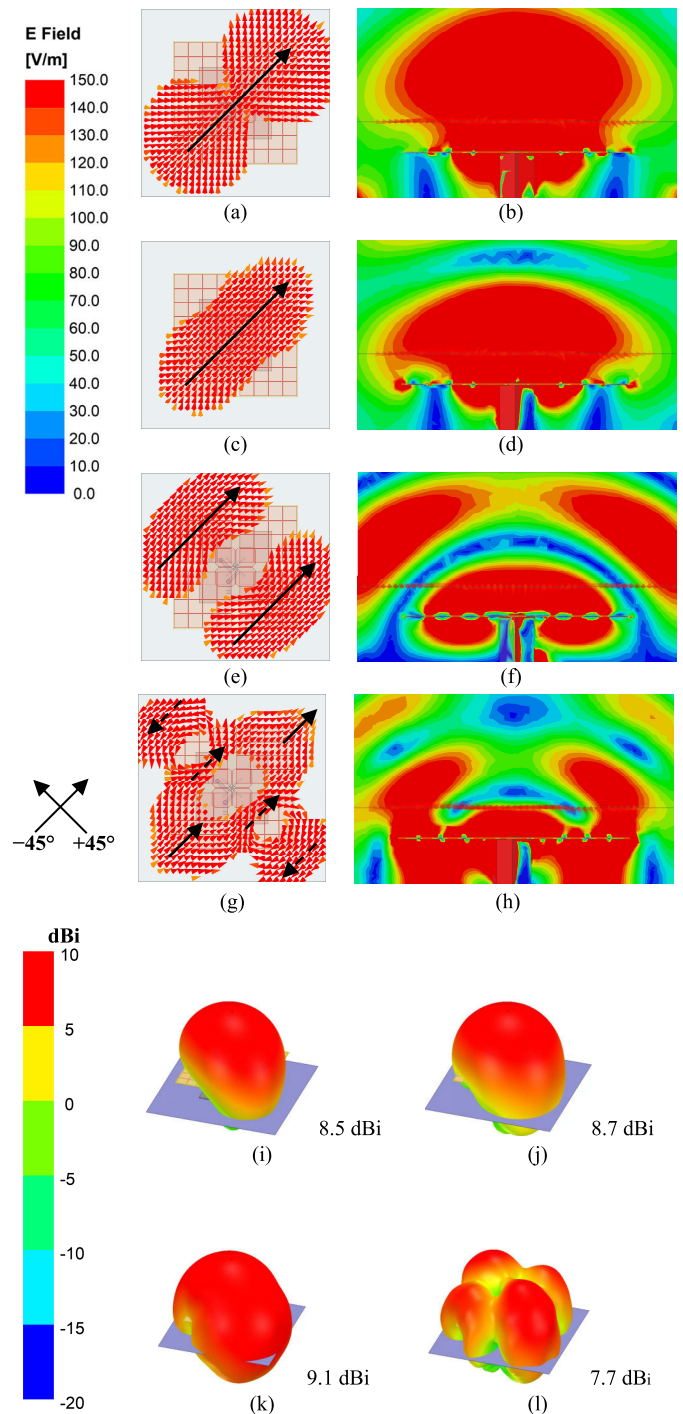 E Field
[V/m]
150.0
140.0
130.0
120.0
100.0
90.0
80.0
70.0
60.0
50.0
40.0
30.0
20.0
10.0
0.0
(a)
(b)
(c)
(d)
(e)
(f)
−45° +45°
(g)
(h)
dBi
10
5
0
-5
-10
-15
-20
8.5 dBi
(i)
8.7 dBi
(j)
9.1 dBi
(k)
7.7 dBi
(l)